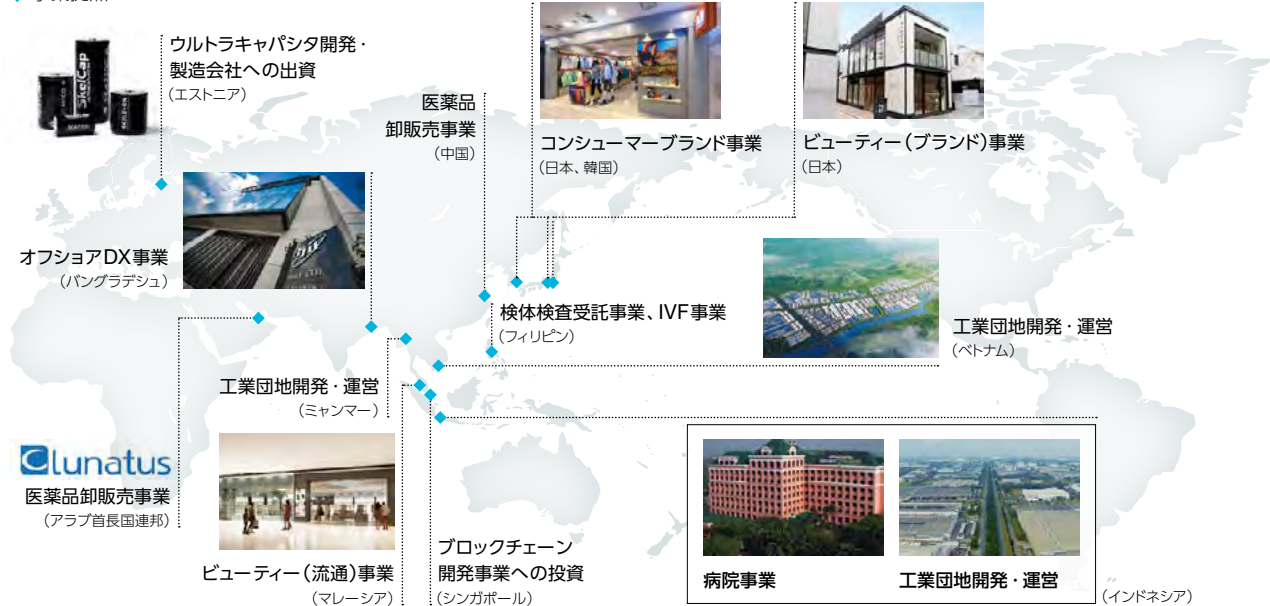 ウルトラキャパシタ開発・
製造会社への出資
(エストニア)
SkelCap
医薬品
卸販売事業
(中国)
コンシューマーブランド事業
(日本、韓国)
ビューティー(ブランド)事業
(日本)
オフショアDX事業
(バングラデシュ)
検体検査受託事業、IVF事業
(フィリピン)
工業団地開発・運営
(ベトナム)
工業団地開発・運営
(ミャンマー)
lunatus
医薬品卸販売事業
(アラブ首長国連邦)
ビューティー(流通)事業
(マレーシア)
ブロックチェーン
開発事業への投資
(シンガポール)
病院事業
工業団地開発・運営
(インドネシア)